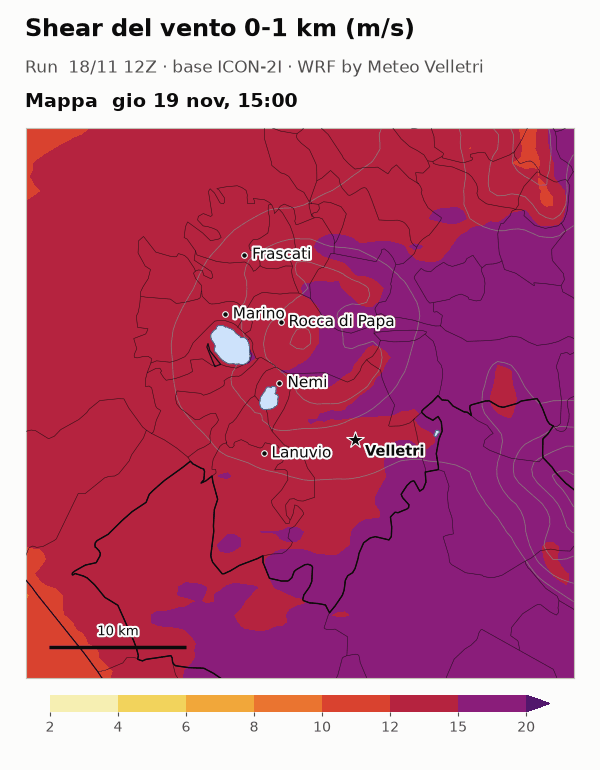 Shear del vento 0-1 km (m/s)
Run  18/11 12Z · base ICON-2I · WRF by Meteo Velletri
Mappa  gio 19 nov, 15:00
Frascati
Marino
Rocca di Papa
Nemi
Velletri
Lanuvio
10 km
2 4 6 8 10 12 15 20